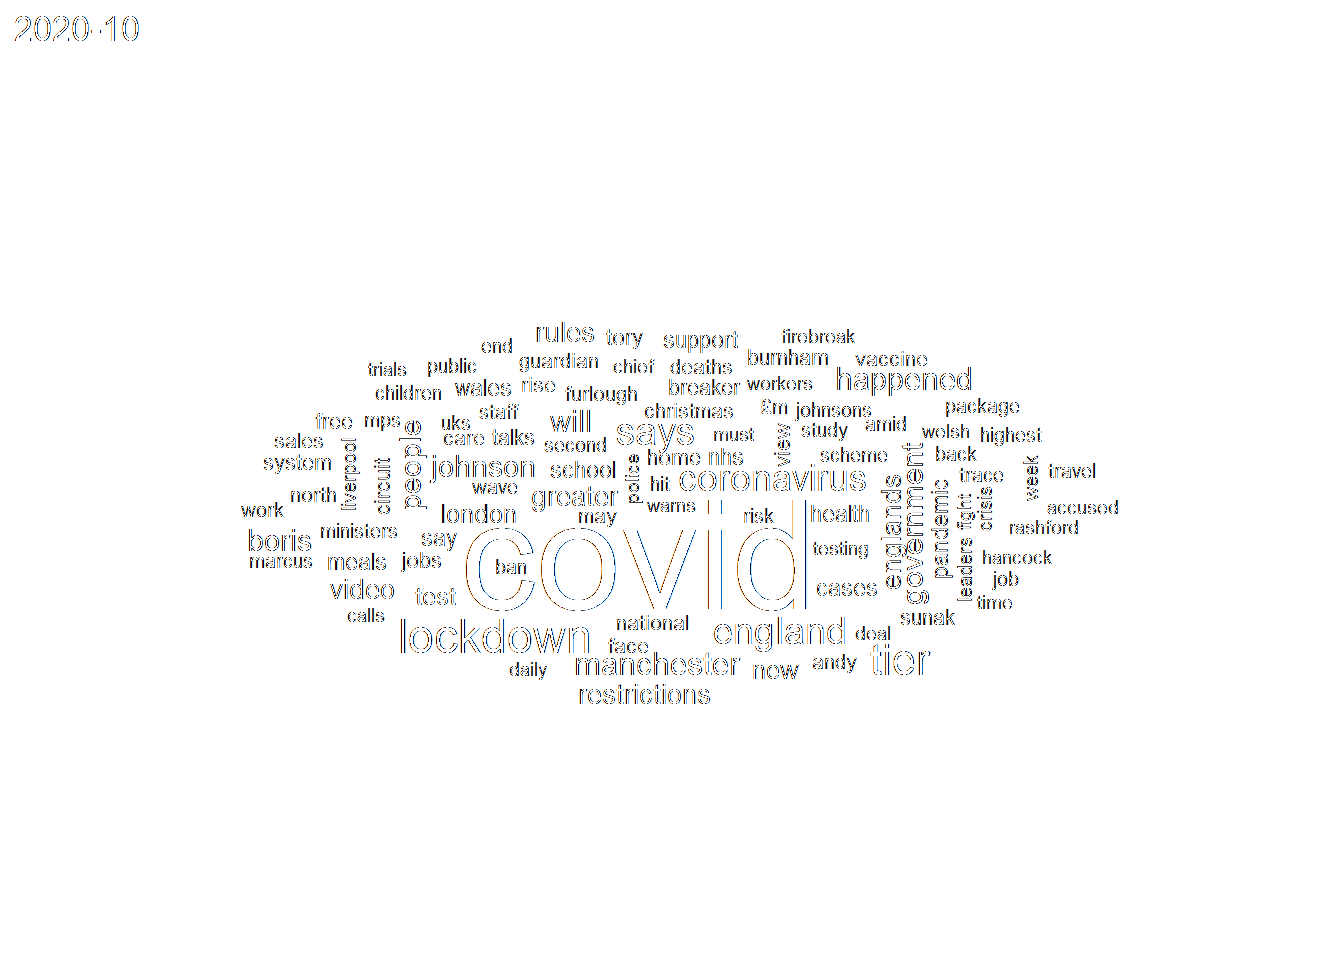 2020-10
rules tory support firebreak
end
trials public guardian chief deaths burnham vaccine
children wales rise furlough breaker workers happened
free mps uks staff will christmas £m johnsons package
sales care talks second says must view study amid welsh highest
system liverpool circuit people johnson school police home nhs scheme back
north wave greater hit coronavirus government trace week travel
work london may warns risk health englands pandemic fight crisis accused
boris ministers say covid rashford
marcus meals jobs ban testing leaders hancock
video test cases job
calls time
lockdown national england deal sunak
face
daily manchester new andy tier
restrictions